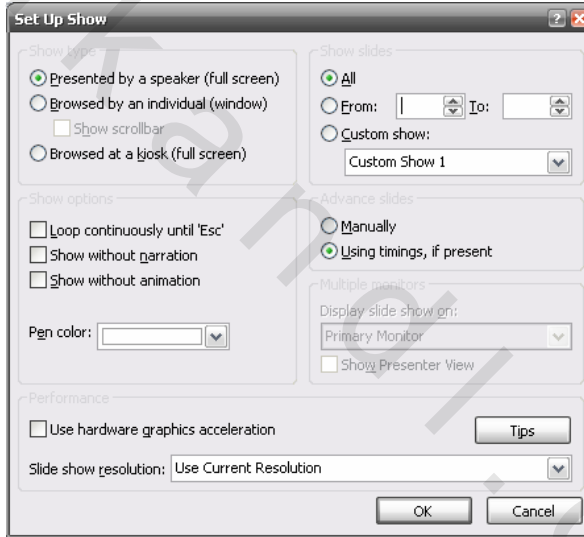 Set Up Show
Show type
Presented by a speaker (full screen)
Browsed by an individual (window)
Show scrollbar
Browsed at a kiosk (full screen)
Show slides
All
From: To:
Custom show:
Custom Show 1
Show options
Loop continuously until 'Esc'
Show without narration
Show without animation
Pen color:
Advance slides
Manually
Using timings, if present
Multiple monitors
Display slide show on:
Primary Monitor
Show Presenter View
Performance
Use hardware graphics acceleration
Tips
Slide show resolution: Use Current Resolution
OK Cancel